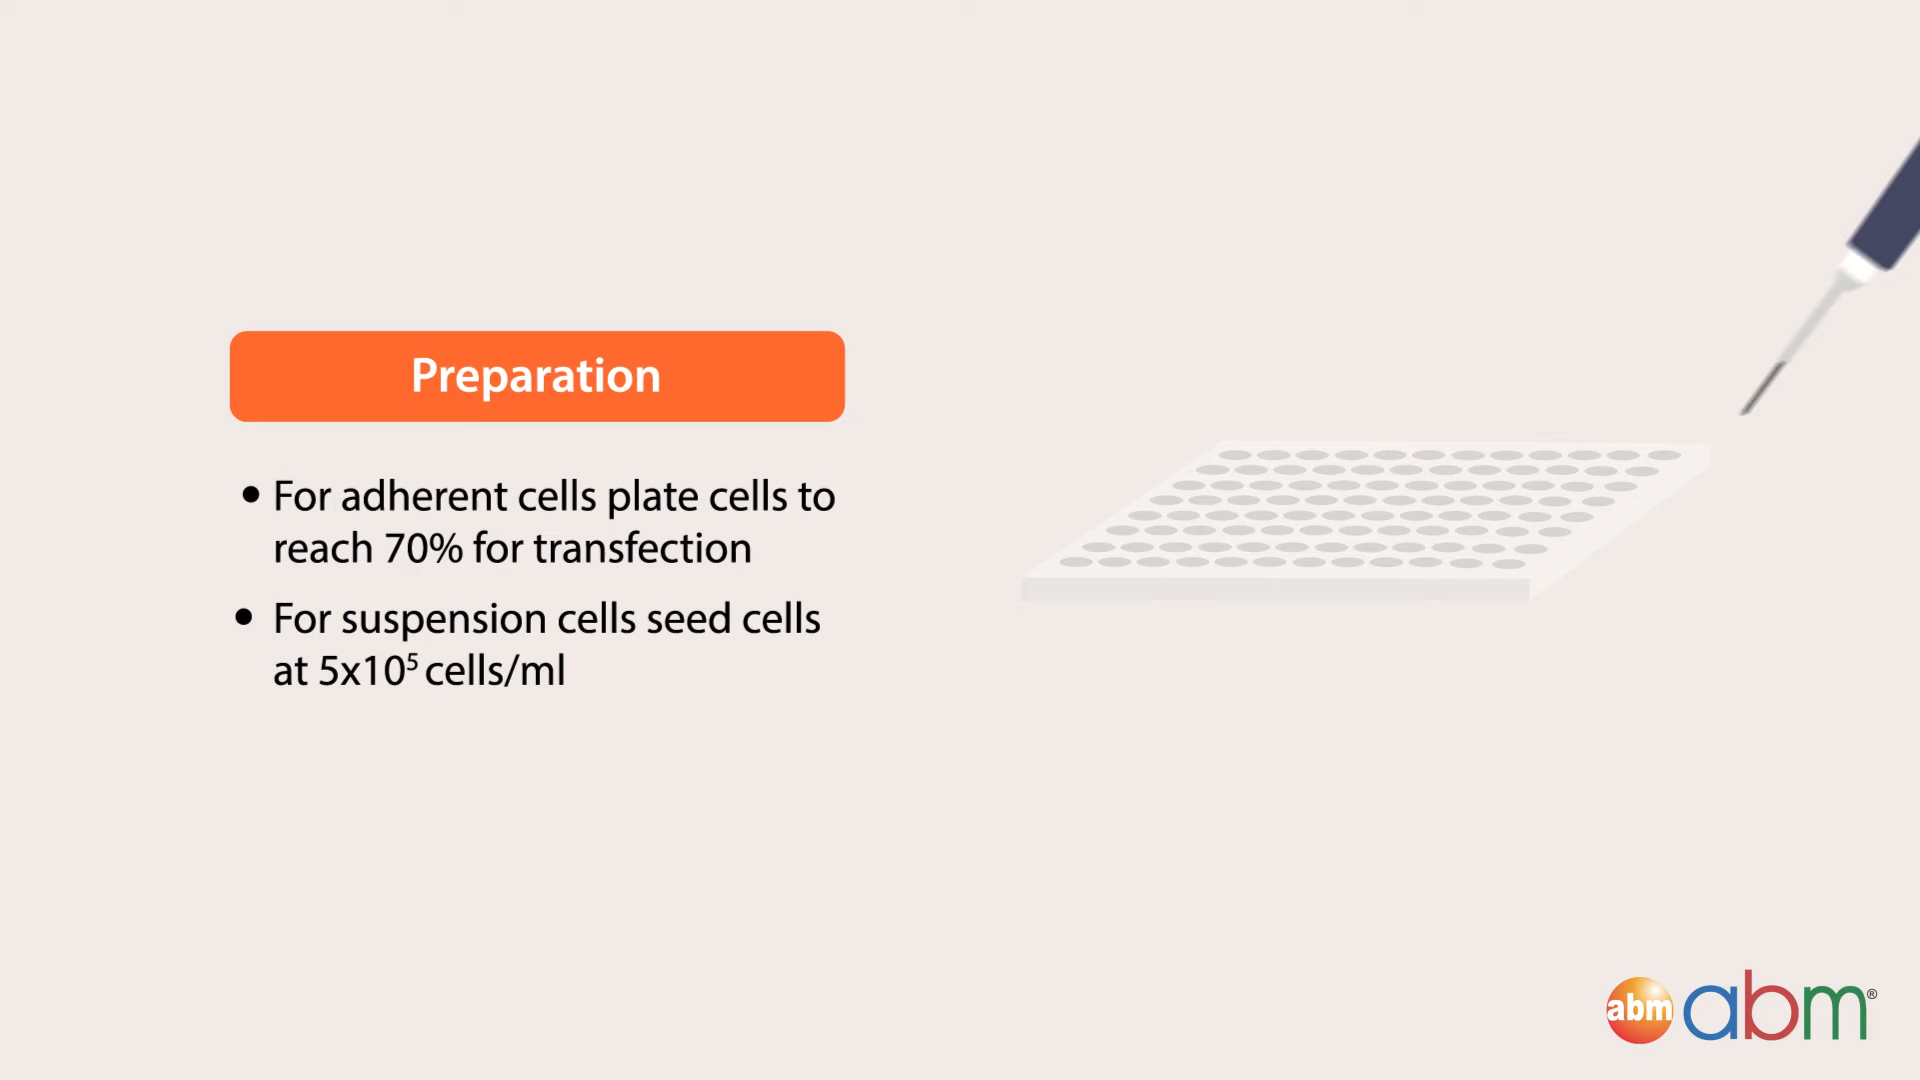 Preparation
• For adherent cells plate cells to
reach 70% for transfection
• For suspension cells seed cells
at 5x10⁵ cells/ml
abm abm®